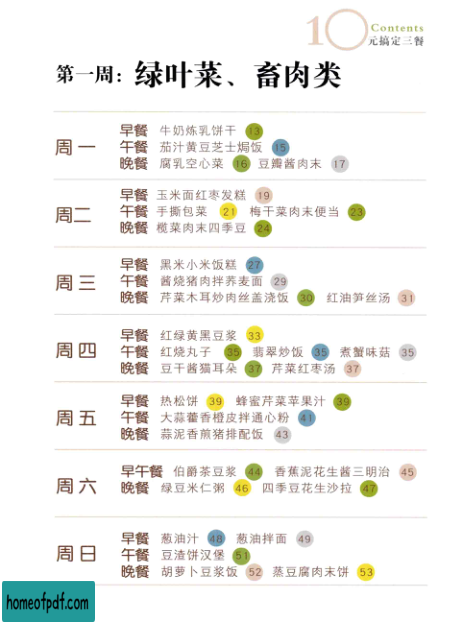 10 Contents
元搞定三餐
第一周：绿叶菜、畜肉类
周一
早餐 牛奶炼乳饼干 13
午餐 茄汁黄豆芝士焗饭 15
晚餐 腐乳空心菜 16 豆瓣酱肉末 17
周二
早餐 玉米面红枣发糕 19
午餐 手撕包菜 21 梅干菜肉末便当 23
晚餐 榄菜肉末四季豆 24
周三
早餐 黑米小米饭糕 27
午餐 酱烧猪肉拌荞麦面 29
晚餐 芹菜木耳炒肉丝盖浇饭 30 红油笋丝汤 31
周四
早餐 红绿黄黑豆浆 33
午餐 红烧丸子 35 翡翠炒饭 35 煮蟹味菇 35
晚餐 豆干酱猫耳朵 37 芹菜红枣汤 37
周五
早餐 热松饼 39 蜂蜜芹菜苹果汁 39
午餐 大蒜藿香橙皮拌通心粉 41
晚餐 蒜泥香煎猪排配饭 43
周六
早午餐 伯爵茶豆浆 44 香蕉泥花生酱三明治 45
晚餐 绿豆米仁粥 46 四季豆花生沙拉 47
周日
早餐 葱油汁 48 葱油拌面 49
午餐 豆渣饼汉堡 51
晚餐 胡萝卜豆浆饭 52 蒸豆腐肉末饼 53
homeofpdf.com